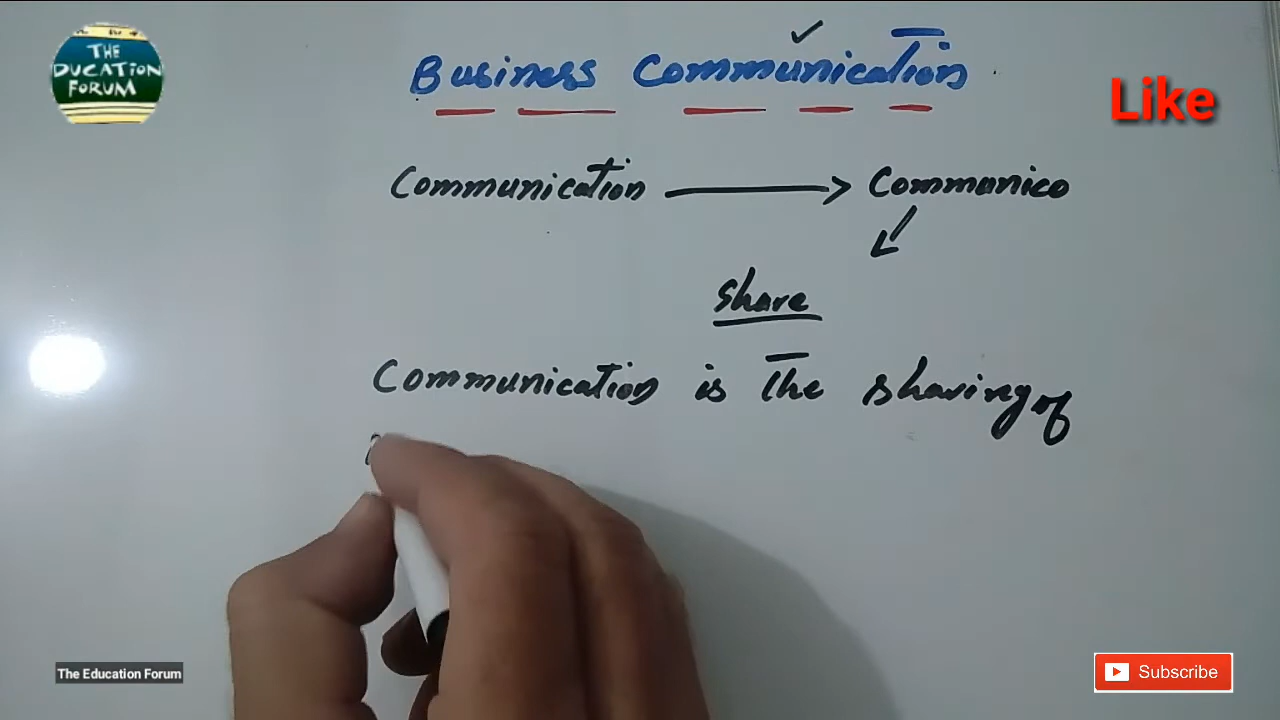 THE
DUCATION
FORUM
Business Communication
Like
Communication → Communico
Share
Communication is the sharing of
The Education Forum
Subscribe